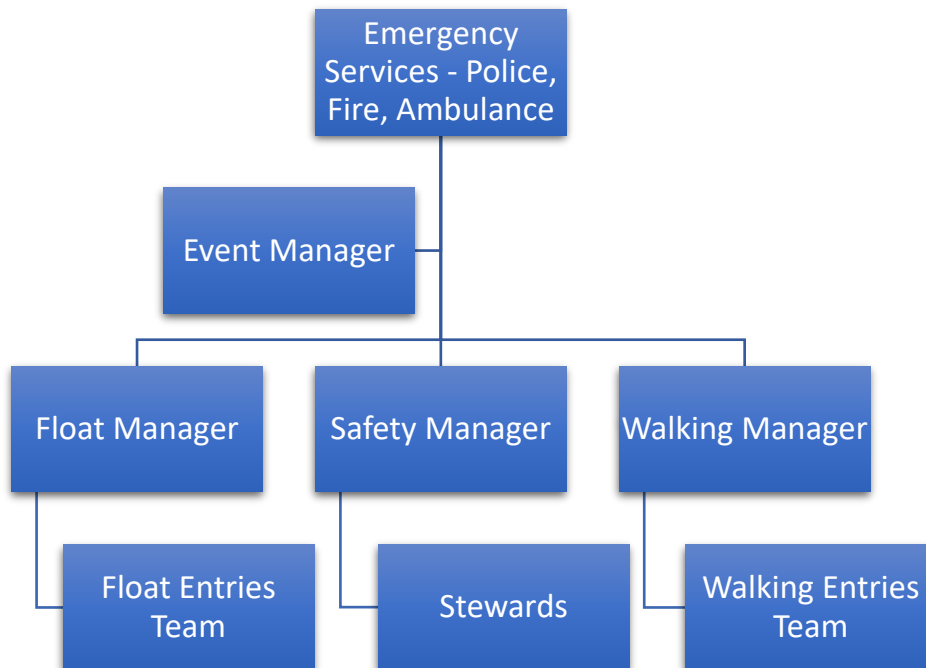 Emergency
Services - Police,
Fire, Ambulance
Event Manager
Float Manager
Safety Manager
Walking Manager
Float Entries
Team
Stewards
Walking Entries
Team